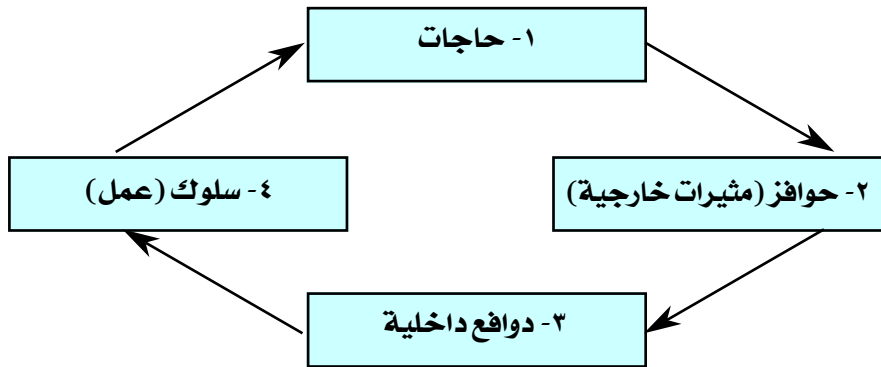 ١- حاجات
٢- حوافز (مثيرات خارجية)
٣- دوافع داخلية
٤- سلوك (عمل)